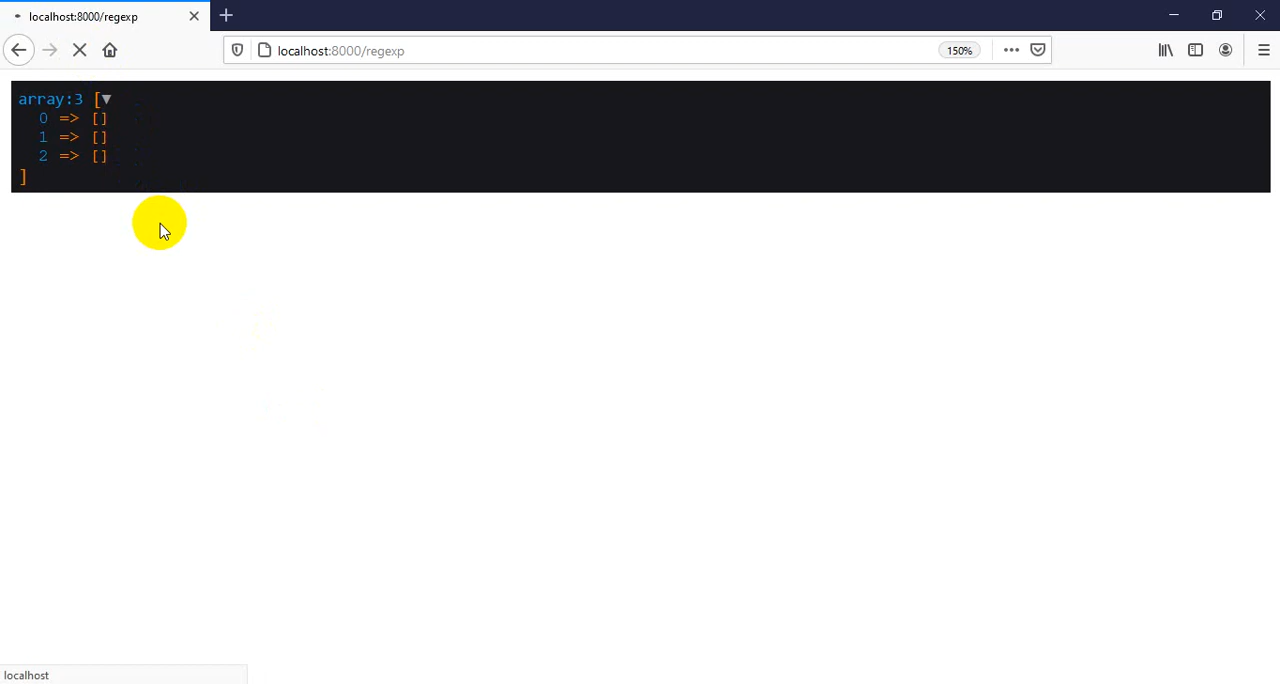 localhost:8000/regexp
localhost:8000/regexp 150%
array:3 [▼
0 => []
1 => []
2 => []
]
localhost